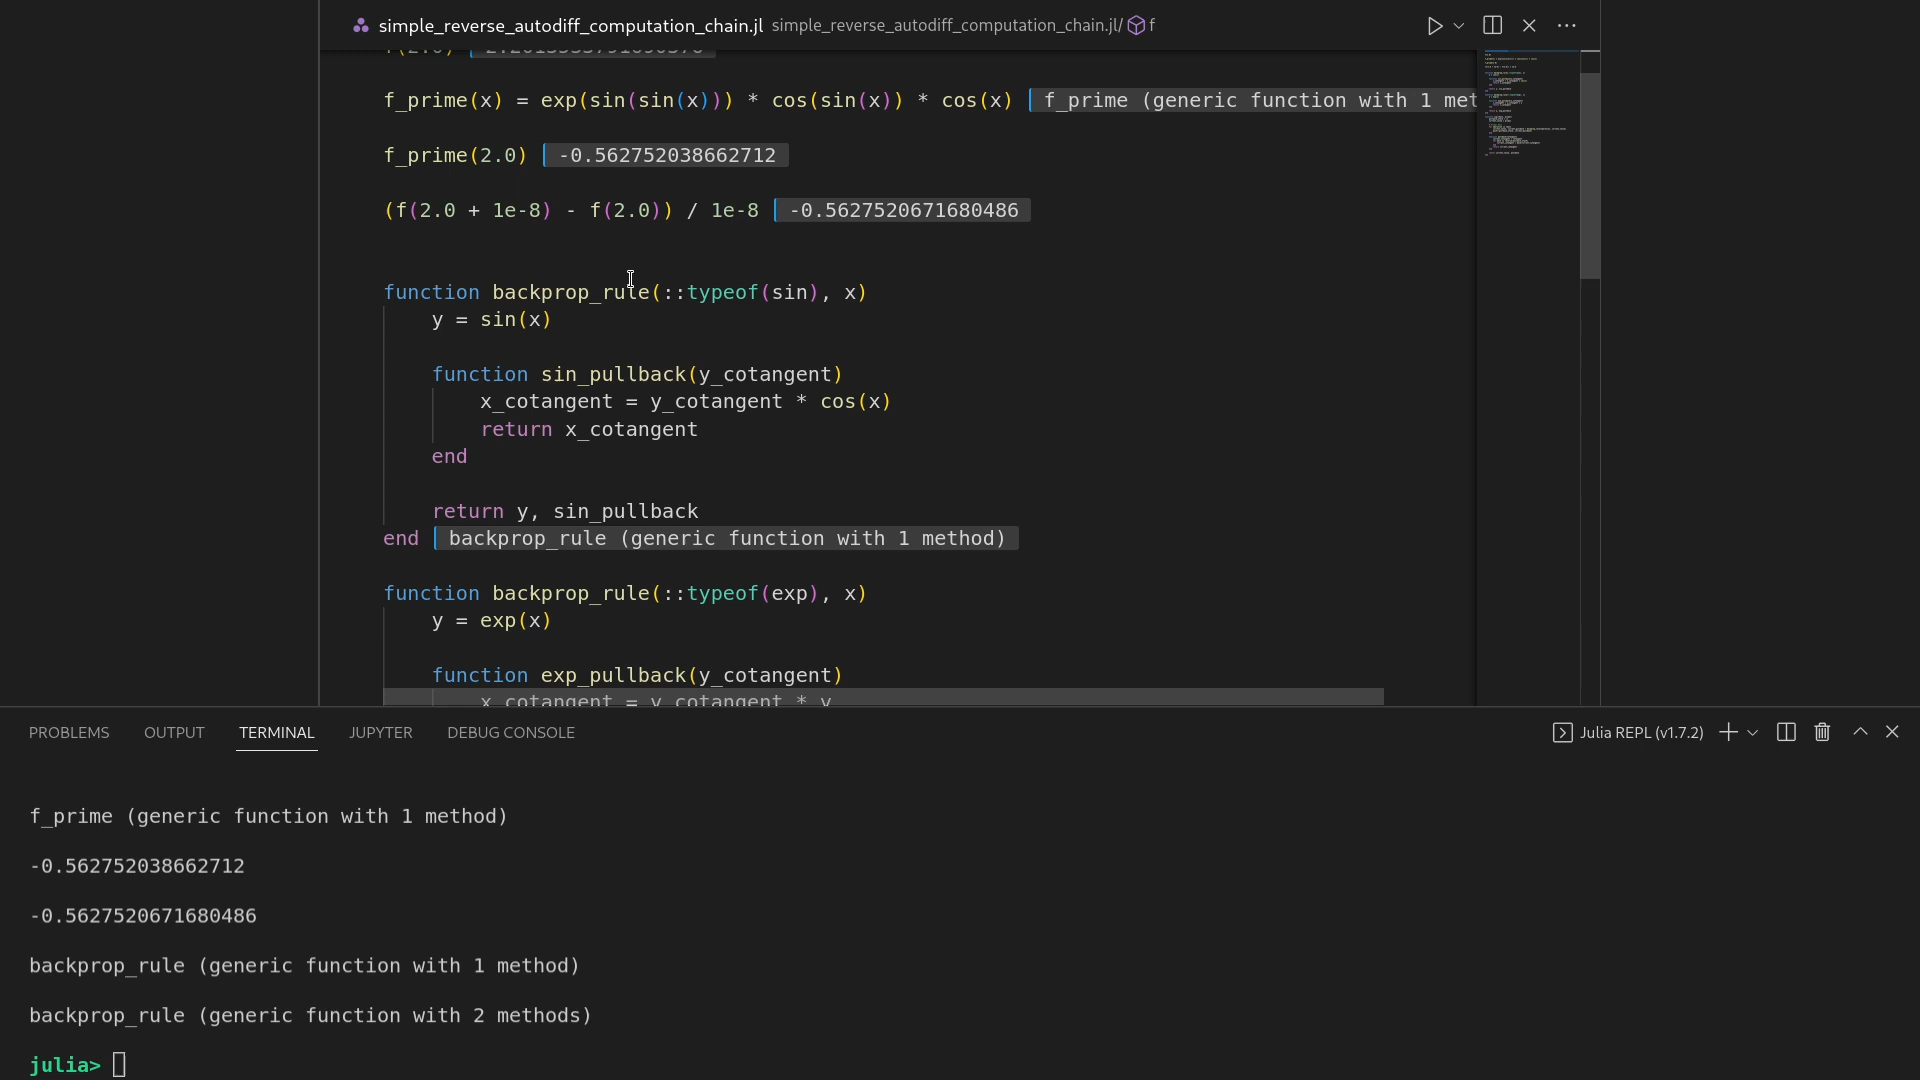 simple_reverse_autodiff_computation_chain.jl simple_reverse_autodiff_computation_chain.jl/ f
f_prime(x) = exp(sin(sin(x))) * cos(sin(x)) * cos(x) f_prime (generic function with 1 met
f_prime(2.0) -0.562752038662712
(f(2.0 + 1e-8) - f(2.0)) / 1e-8 -0.5627520671680486
function backprop_rule(::typeof(sin), x)
y = sin(x)
function sin_pullback(y_cotangent)
x_cotangent = y_cotangent * cos(x)
return x_cotangent
end
return y, sin_pullback
end backprop_rule (generic function with 1 method)
function backprop_rule(::typeof(exp), x)
y = exp(x)
function exp_pullback(y_cotangent)
x_cotangent = y_cotangent * y
PROBLEMS OUTPUT TERMINAL JUPYTER DEBUG CONSOLE Julia REPL (v1.7.2)
f_prime (generic function with 1 method)
-0.562752038662712
-0.5627520671680486
backprop_rule (generic function with 1 method)
backprop_rule (generic function with 2 methods)
julia>